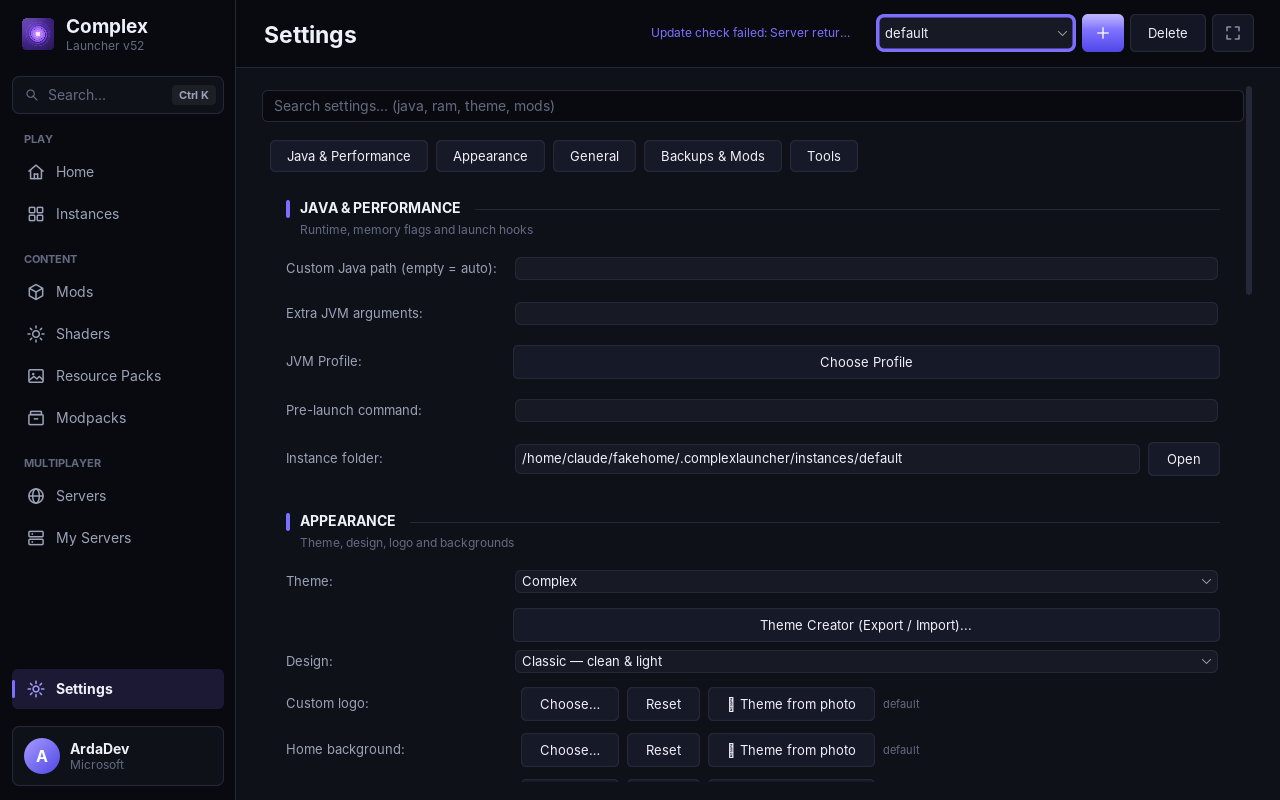 Complex
Launcher v52
Search...
Ctrl K
PLAY
Home
Instances
CONTENT
Mods
Shaders
Resource Packs
Modpacks
MULTIPLAYER
Servers
My Servers
Settings
A
ArdaDev
Microsoft
Settings
Update check failed: Server retur...
default
Delete
Search settings... (java, ram, theme, mods)
Java & Performance
Appearance
General
Backups & Mods
Tools
JAVA & PERFORMANCE
Runtime, memory flags and launch hooks
Custom Java path (empty = auto):
Extra JVM arguments:
JVM Profile:
Choose Profile
Pre-launch command:
Instance folder:
/home/claude/fakehome/.complexlauncher/instances/default
Open
APPEARANCE
Theme, design, logo and backgrounds
Theme:
Complex
Theme Creator (Export / Import)...
Design:
Classic — clean & light
Custom logo:
Choose...
Reset
Theme from photo
default
Home background:
Choose...
Reset
Theme from photo
default